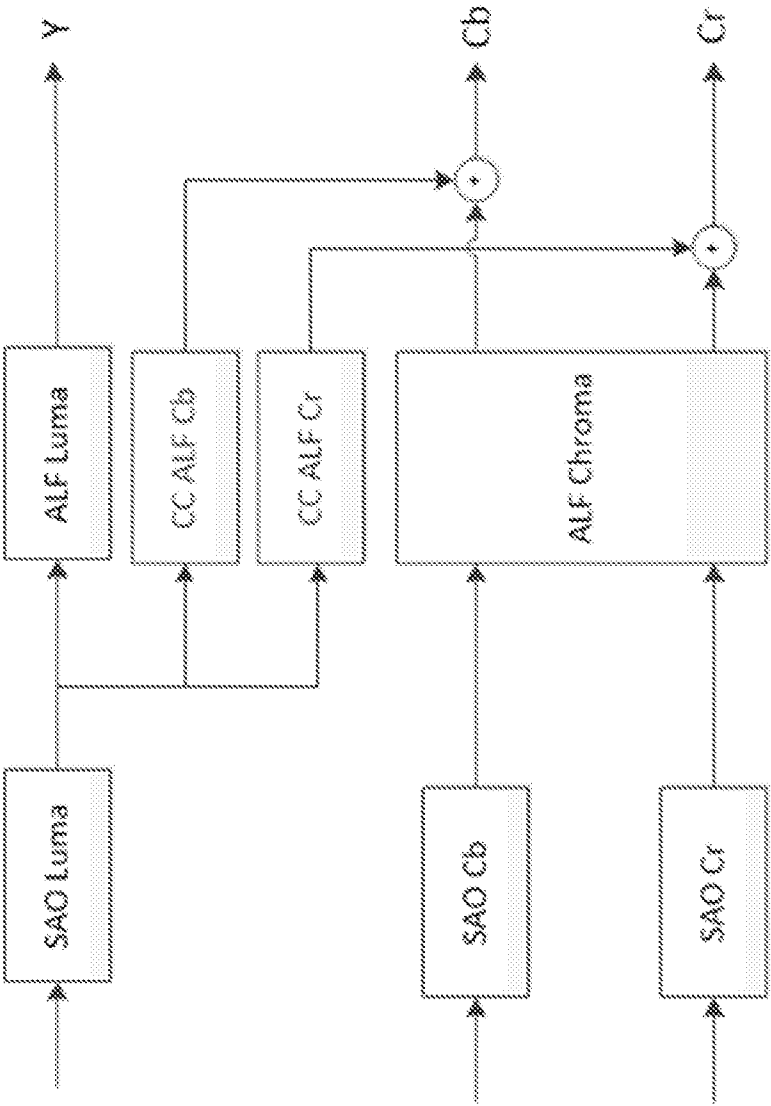 SAO Luma
ALF Luma
Y
CC ALF Cb
CC ALF Cr
SAO Cb
ALF Chroma
+
Cb
SAO Cr
+
Cr